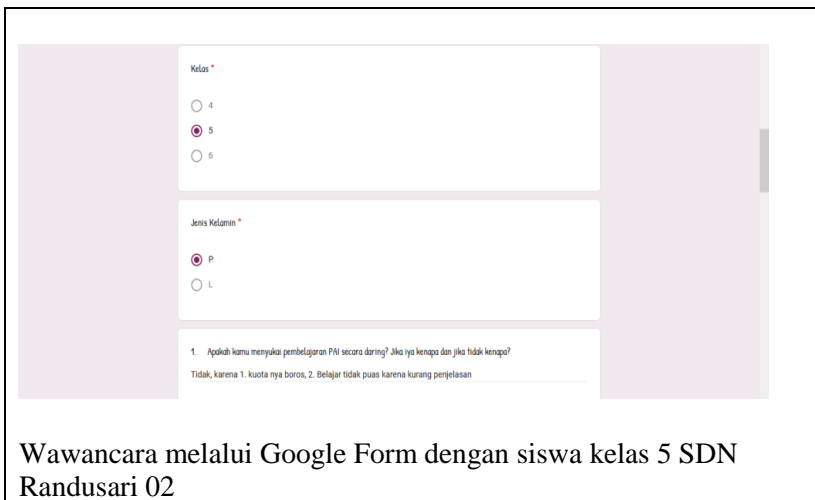 Kelas *
4
5
6
Jenis Kelamin *
P
L
1. Apakah kamu menyukai pembelajaran PAI secara daring? Jika iya kenapa dan jika tidak kenapa?
Tidak, karena 1. kuota nya boros, 2. Belajar tidak puas karena kurang penjelasan
Wawancara melalui Google Form dengan siswa kelas 5 SDN
Randusari 02